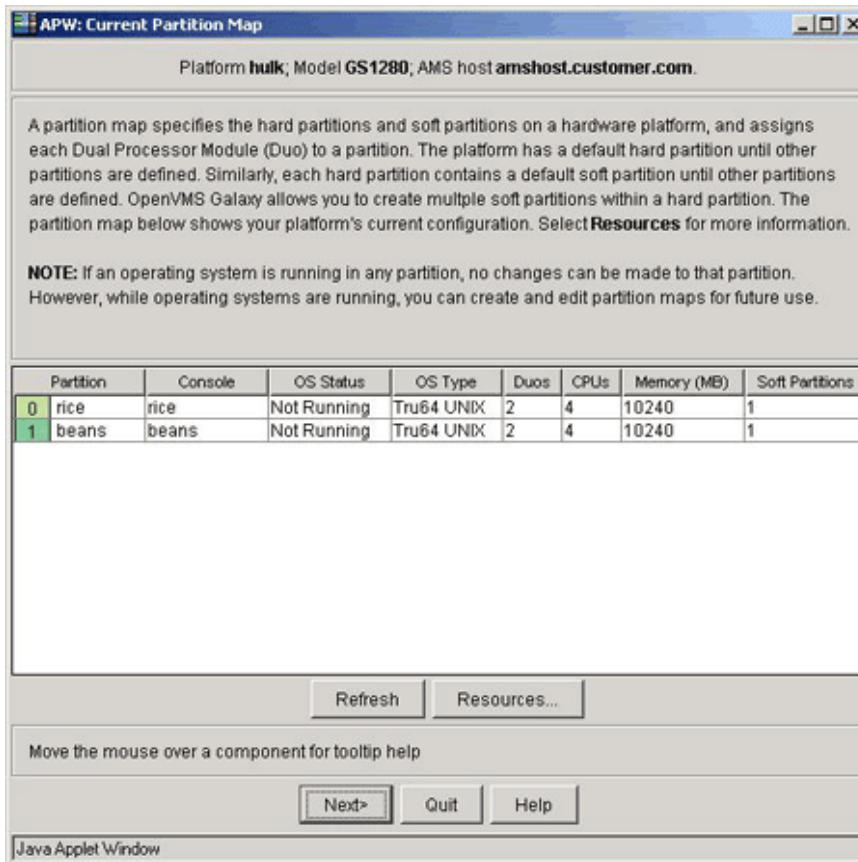 APW: Current Partition Map
Platform hulk; Model GS1280; AMS host amshost.customer.com.
A partition map specifies the hard partitions and soft partitions on a hardware platform, and assigns
each Dual Processor Module (Duo) to a partition. The platform has a default hard partition until other
partitions are defined. Similarly, each hard partition contains a default soft partition until other partitions
are defined. OpenVMS Galaxy allows you to create multple soft partitions within a hard partition. The
partition map below shows your platform's current configuration. Select Resources for more information.
NOTE: If an operating system is running in any partition, no changes can be made to that partition.
However, while operating systems are running, you can create and edit partition maps for future use.
Partition Console OS Status OS Type Duos CPUs Memory (MB) Soft Partitions
0 rice rice Not Running Tru64 UNIX 2 4 10240 1
1 beans beans Not Running Tru64 UNIX 2 4 10240 1
Refresh Resources...
Move the mouse over a component for tooltip help
Next> Quit Help
Java Applet Window